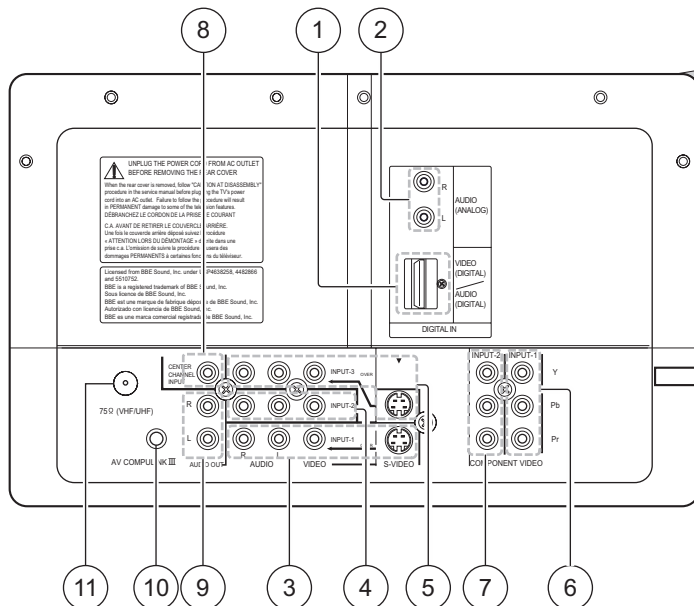 8
1
2
UNPLUG THE POWER CORD FROM AC OUTLET
BEFORE REMOVING THE REAR COVER
When the rear cover is removed, follow "CAUTION AT DISASSEMBLY"
procedure in the service manual before plug the TV's power
cord into an AC outlet. Failure to follow the procedure will result
in PERMANENT damage to some of the television features.
DÉBRANCHEZ LE CORDON DE LA PRISE DE COURANT
C.A. AVANT DE RETIRER LE COUVERCLE ARRIÈRE.
Une fois le couvercle arrière déposé suivez procédure
« ATTENTION LORS DU DÉMONTAGE » dans une
prise c.a. L'omission de suivre la procédure causera des
dommages PERMANENTS à certaines fonctions du téléviseur.
Licensed from BBE Sound, Inc. under USP4638258, 4482866
and 5510752.
BBE is a registered trademark of BBE Sound, Inc.
Sous licence de BBE Sound, Inc.
BBE est une marque de fabrique déposée de BBE Sound, Inc.
Autorizado con licencia de BBE Sound, Inc.
BBE es una marca comercial registrada de BBE Sound, Inc.
R
L
AUDIO
(ANALOG)
VIDEO
(DIGITAL)
AUDIO
(DIGITAL)
DIGITAL IN
CENTER
CHANNEL
INPUT
INPUT-3
OVER
INPUT-2
INPUT-1
Y
75Ω (VHF/UHF)
R
INPUT-2
Pb
L
INPUT-1
Pr
AV COMPULINK III
AUDIO OUT
R
L
AUDIO
VIDEO
S-VIDEO
COMPONENT VIDEO
11
10
9
3
4
5
7
6